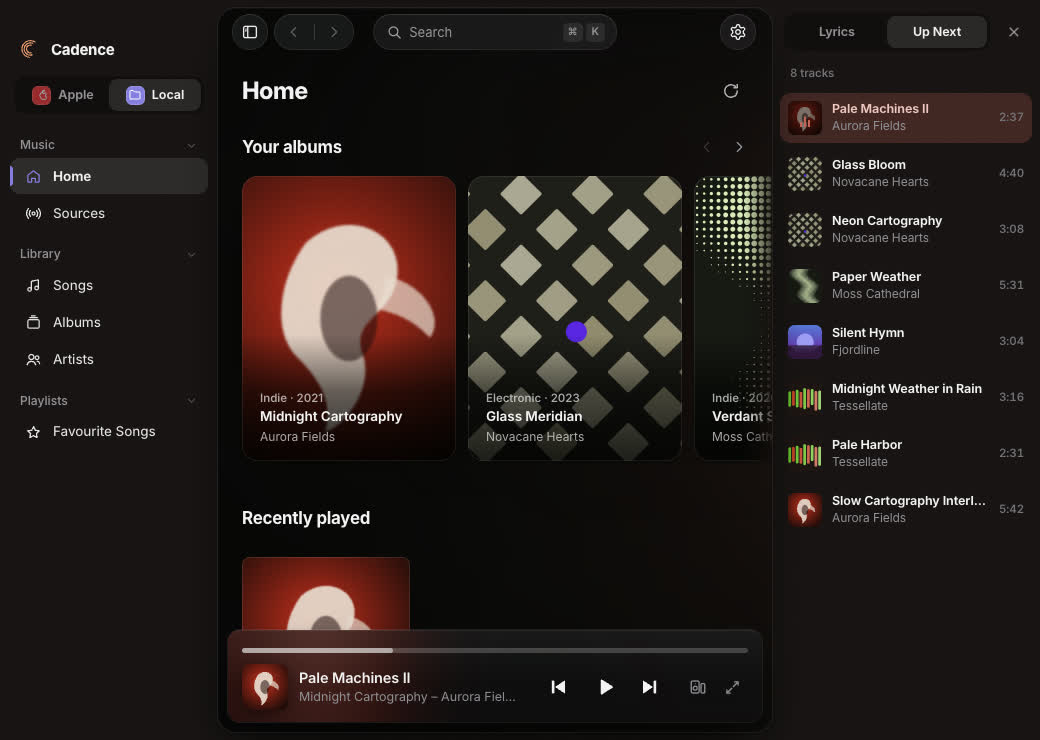 Cadence
Apple
Local
Music
Home
Sources
Library
Songs
Albums
Artists
Playlists
Favourite Songs
Search
⌘ K
Home
Your albums
Indie · 2021
Midnight Cartography
Aurora Fields
Electronic · 2023
Glass Meridian
Novacane Hearts
Indie ·
Verdant
Moss
Recently played
Pale Machines II
Midnight Cartography – Aurora Fiel...
Lyrics
Up Next
8 tracks
Pale Machines II
Aurora Fields
2:37
Glass Bloom
Novacane Hearts
4:40
Neon Cartography
Novacane Hearts
3:08
Paper Weather
Moss Cathedral
5:31
Silent Hymn
Fjordline
3:04
Midnight Weather in Rain
Tessellate
3:16
Pale Harbor
Tessellate
2:31
Slow Cartography Interl...
Aurora Fields
5:42